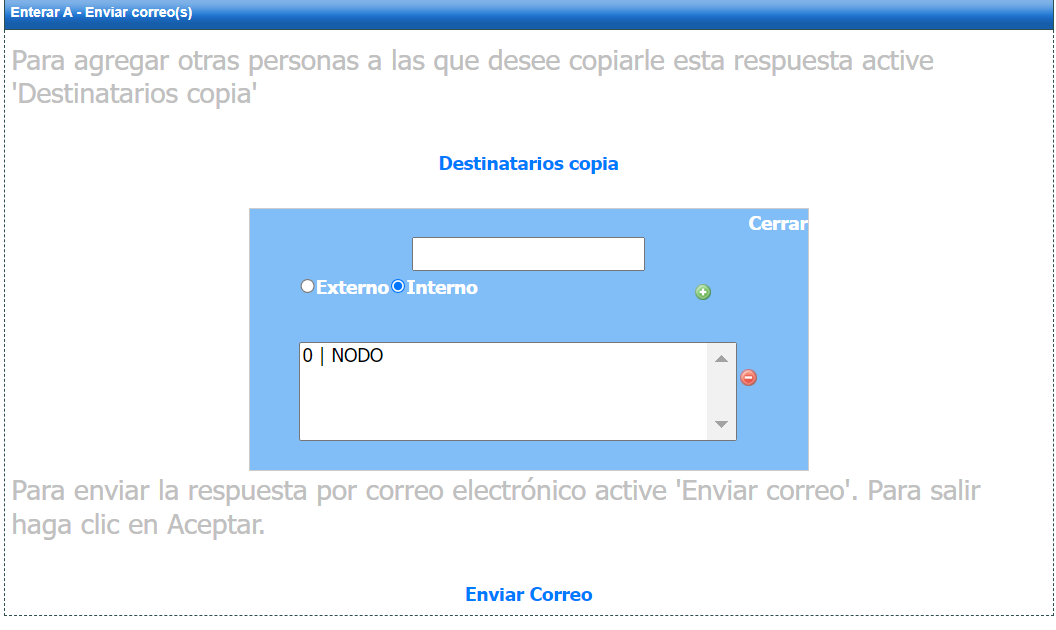 Enterar A - Enviar correo(s)
Para agregar otras personas a las que desee copiarle esta respuesta active
'Destinatarios copia'
Destinatarios copia
Cerrar
Externo Interno
0 | NODO
Para enviar la respuesta por correo electrónico active 'Enviar correo'. Para salir
haga clic en Aceptar.
Enviar Correo